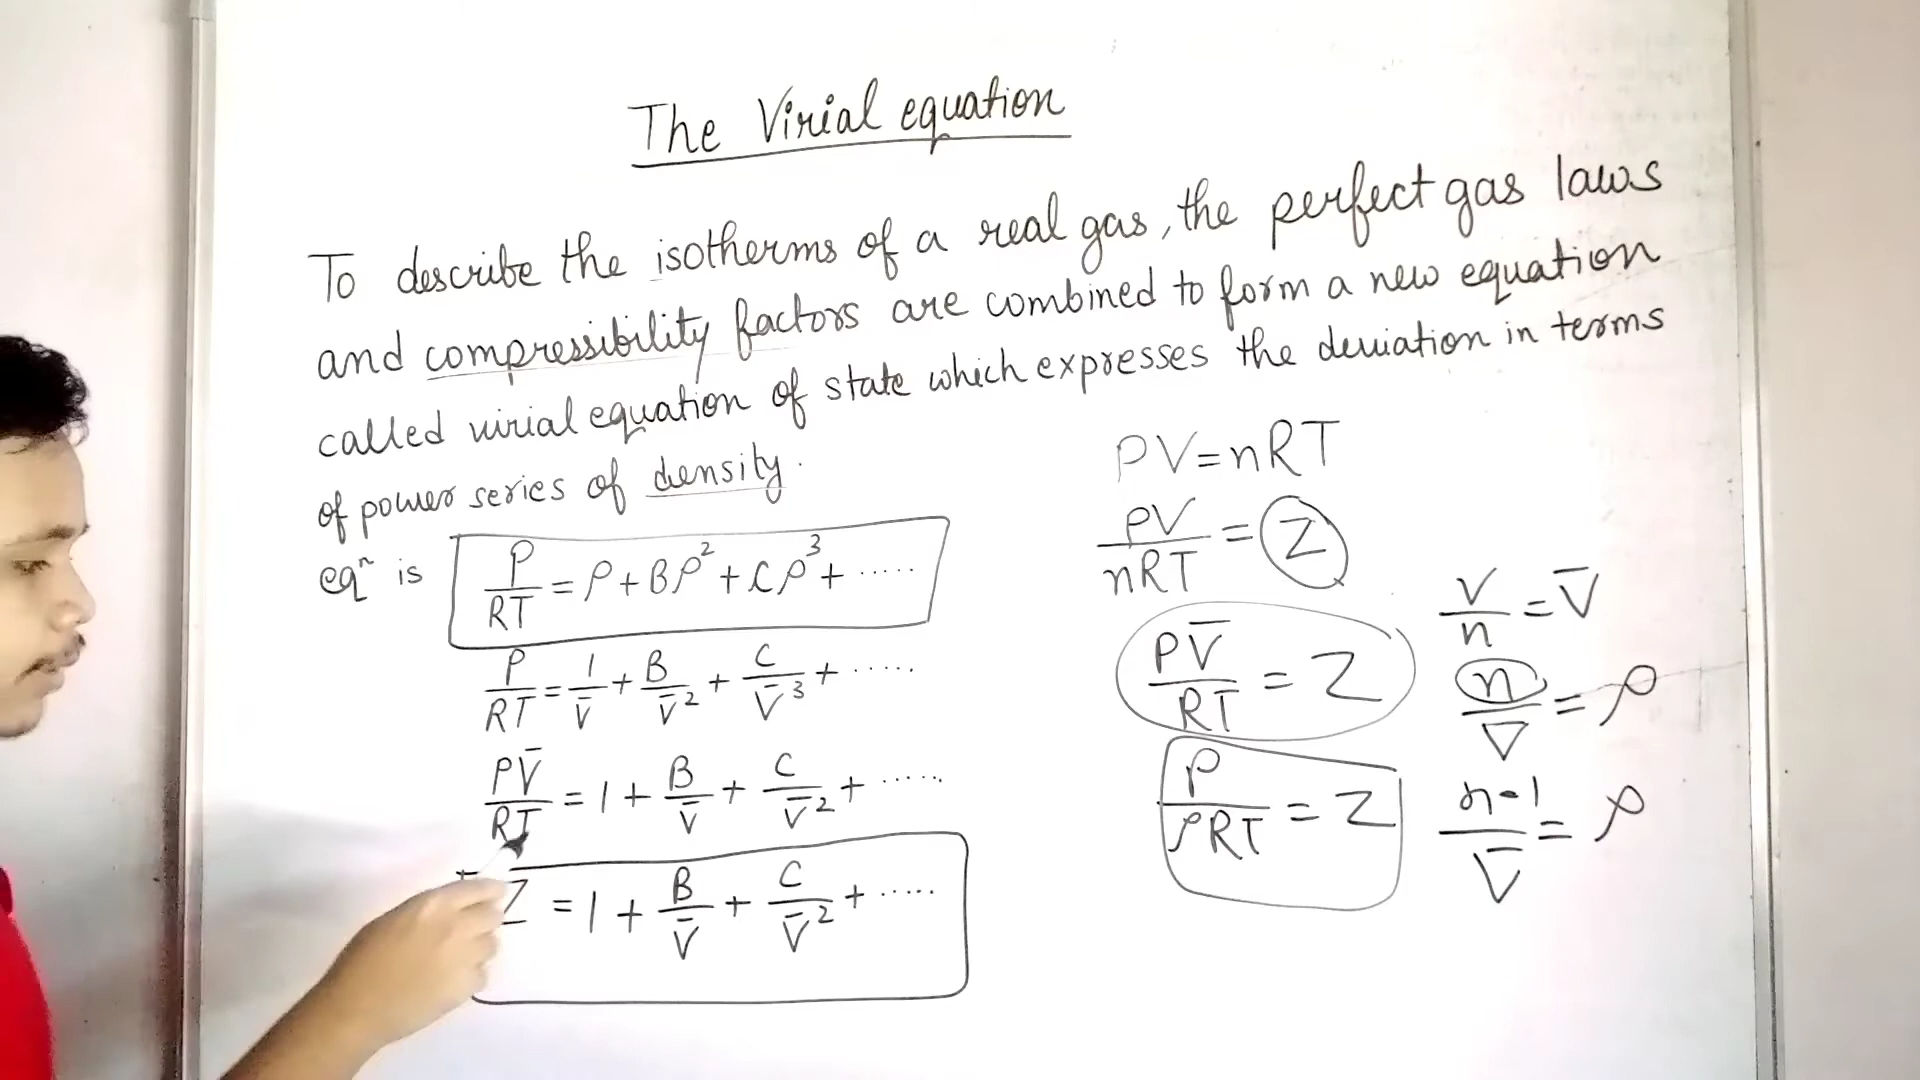 The Virial equation
To describe the isotherms of a real gas, the perfect gas laws
and compressibility factors are combined to form a new equation
called virial equation of state which expresses the deviation in terms
of power series of density.
eqⁿ is P/RT = ρ + Bρ² + Cρ³ + .....
P/RT = 1/V̄ + B/V̄² + C/V̄³ + .....
PV̄/RT = 1 + B/V̄ + C/V̄² + .....
Z = 1 + B/V̄ + C/V̄² + .....
PV = nRT
PV/nRT = Z
PV̄/RT = Z
P/ρRT = Z
V/n = V̄
n/V = ρ
n-1/V̄ = ρ